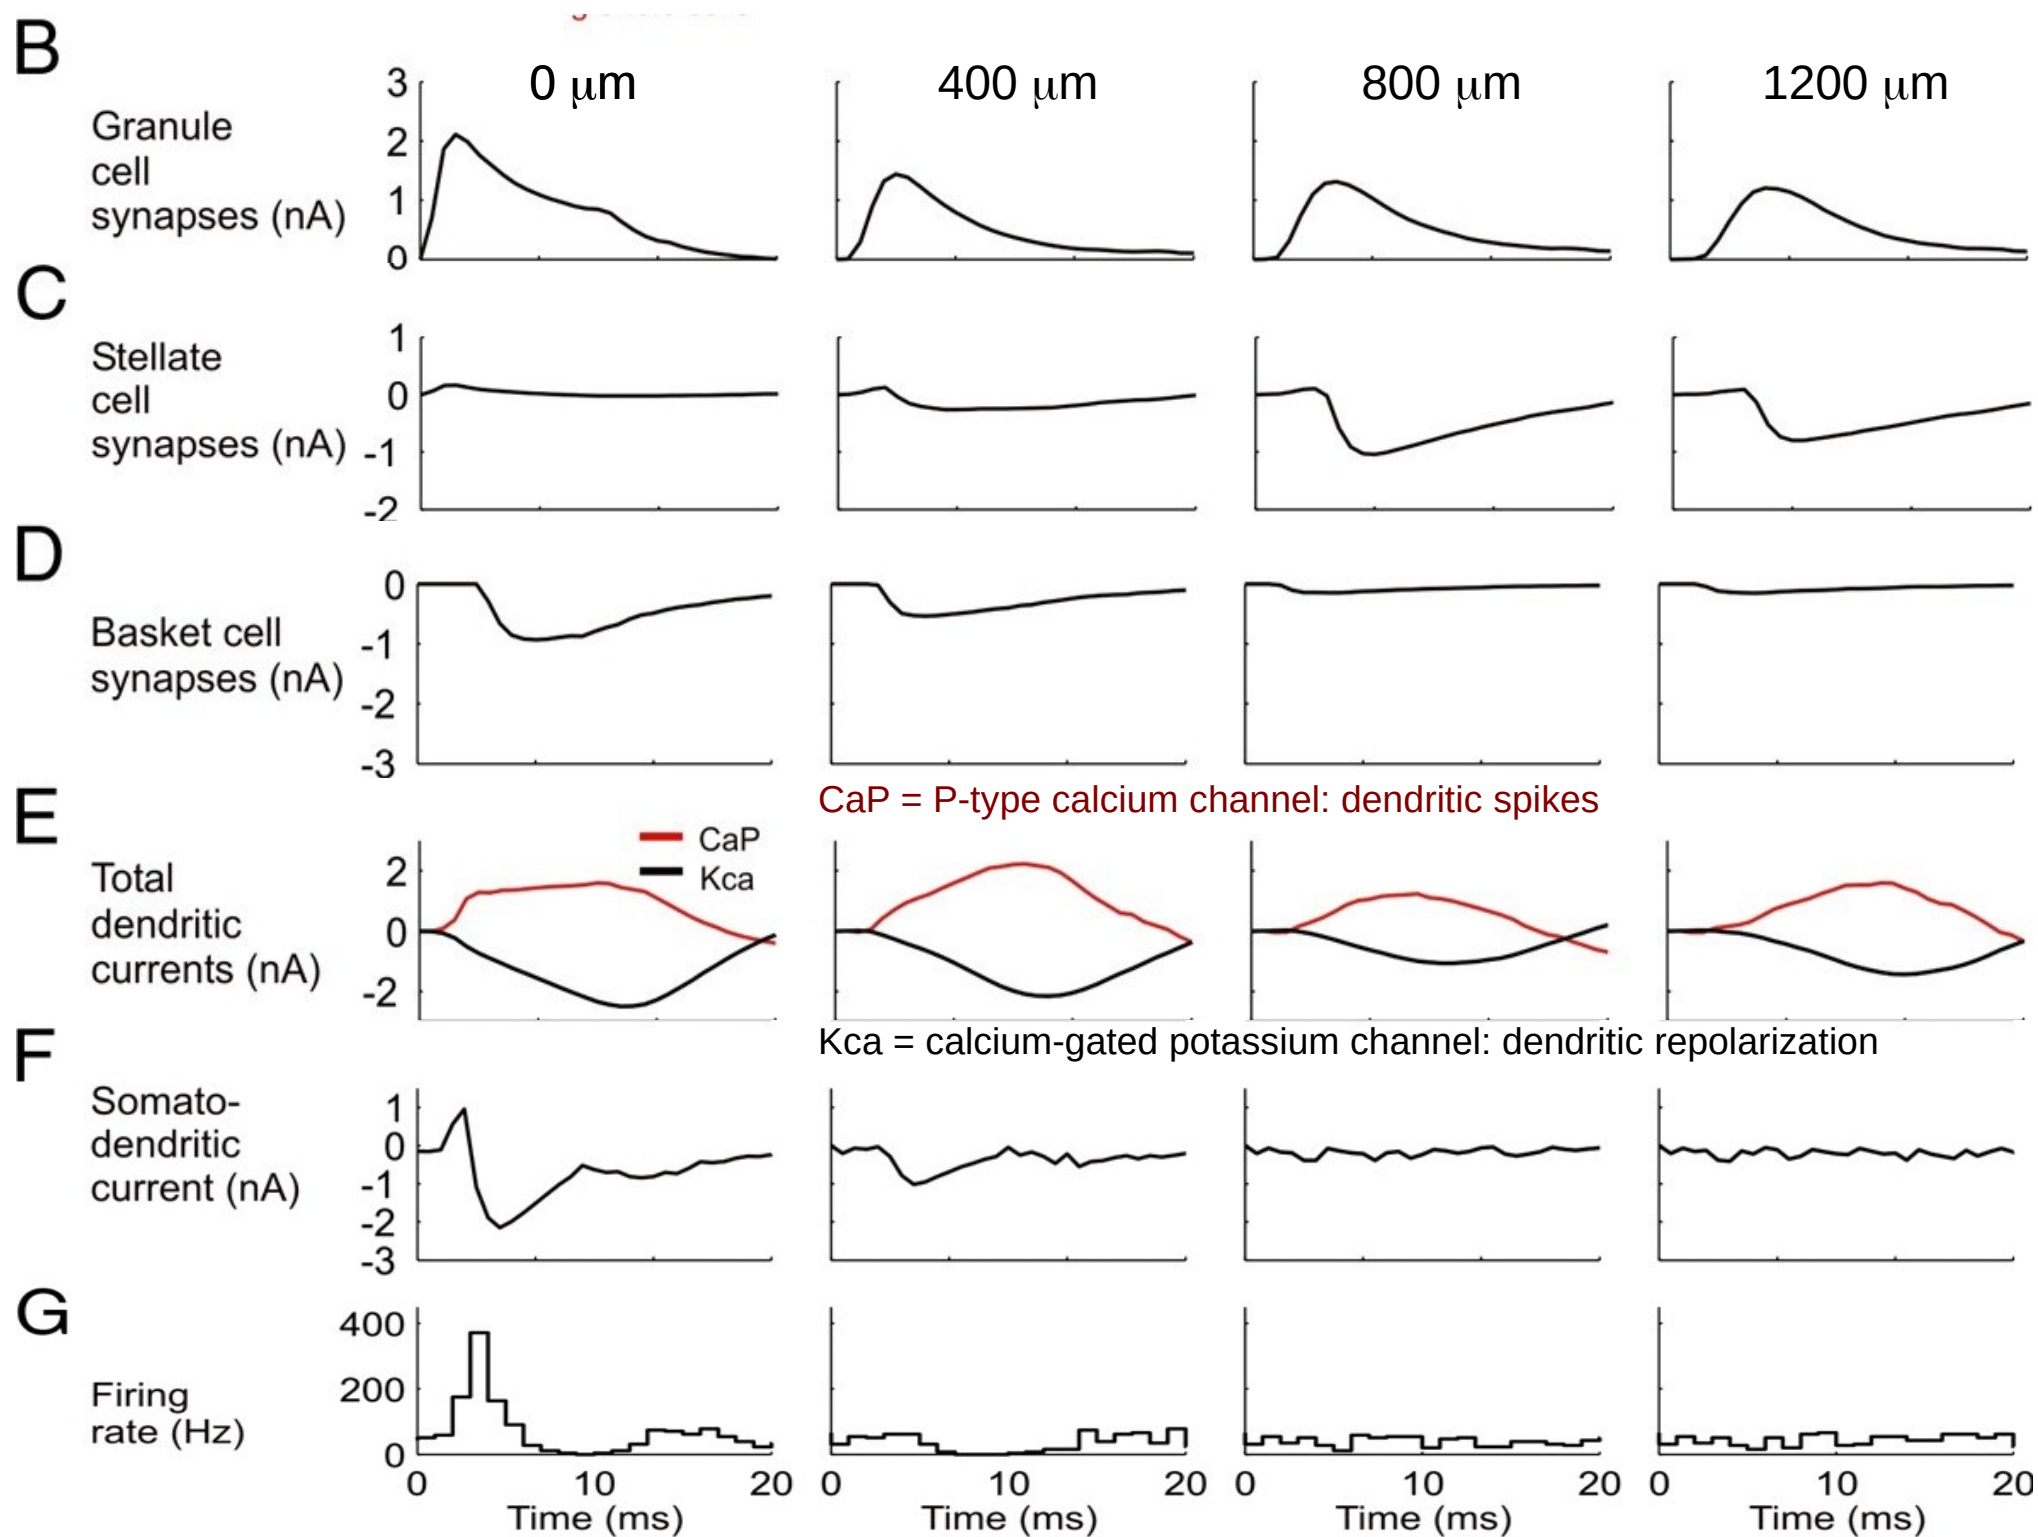 B
0 μm
400 μm
800 μm
1200 μm
Granule
cell
synapses (nA)
3
2
1
0
C
Stellate
cell
synapses (nA)
1
0
-1
-2
D
Basket cell
synapses (nA)
0
-1
-2
-3
CaP = P-type calcium channel: dendritic spikes
E
Total
dendritic
currents (nA)
2
0
-2
CaP
Kca
Kca = calcium-gated potassium channel: dendritic repolarization
F
Somato-
dendritic
current (nA)
1
0
-1
-2
-3
G
Firing
rate (Hz)
400
200
0
0 10 20
0 10 20
0 10 20
0 10 20
Time (ms)
Time (ms)
Time (ms)
Time (ms)